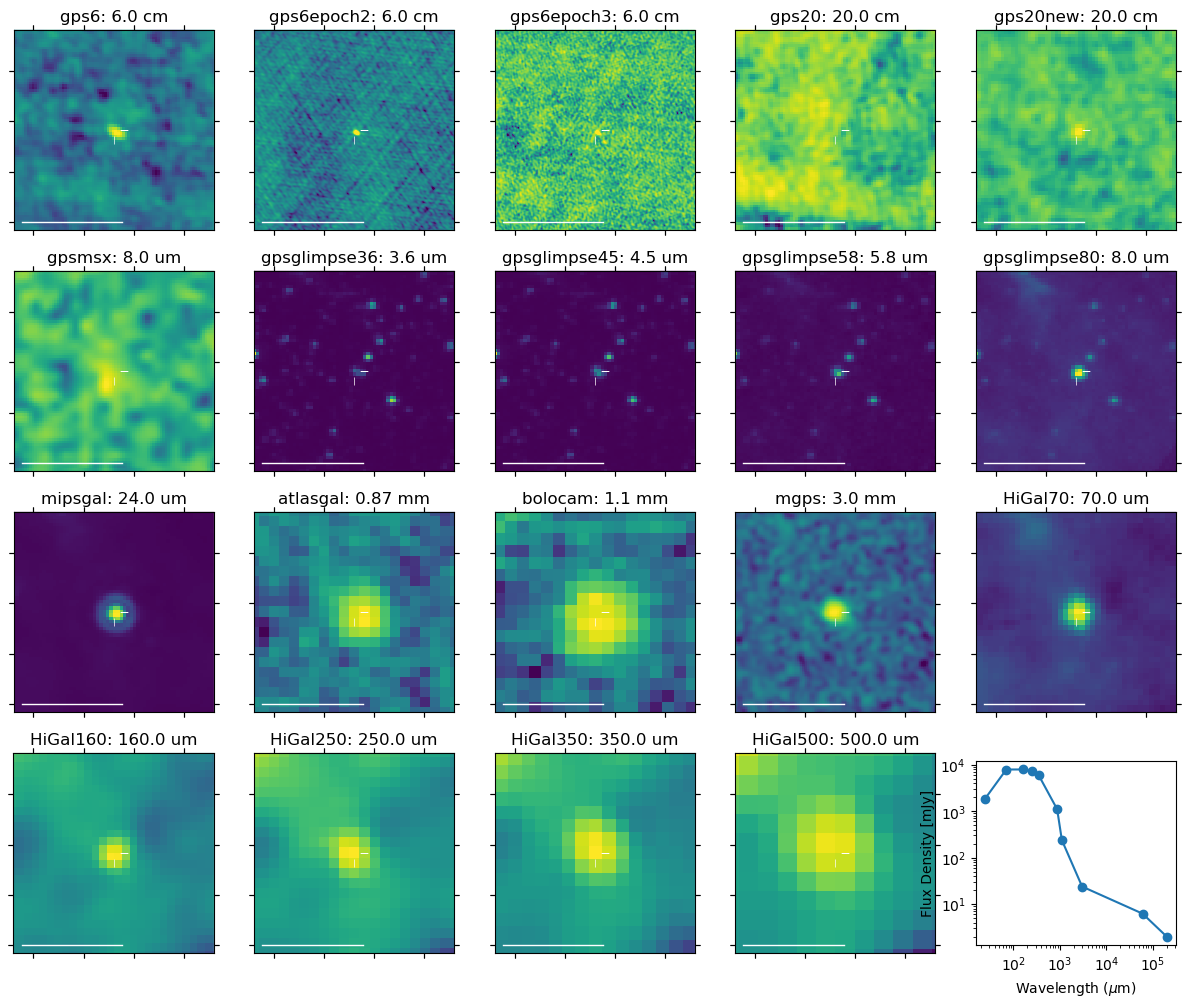 gps6: 6.0 cm
gps6epoch2: 6.0 cm
gps6epoch3: 6.0 cm
gps20: 20.0 cm
gps20new: 20.0 cm
gpsmsx: 8.0 um
gpsglimpse36: 3.6 um
gpsglimpse45: 4.5 um
gpsglimpse58: 5.8 um
gpsglimpse80: 8.0 um
mipsgal: 24.0 um
atlasgal: 0.87 mm
bolocam: 1.1 mm
mgps: 3.0 mm
HiGal70: 70.0 um
HiGal160: 160.0 um
HiGal250: 250.0 um
HiGal350: 350.0 um
HiGal500: 500.0 um
Flux Density [mJy]
10⁴
10³
10²
10¹
10² 10³ 10⁴ 10⁵
Wavelength (μm)